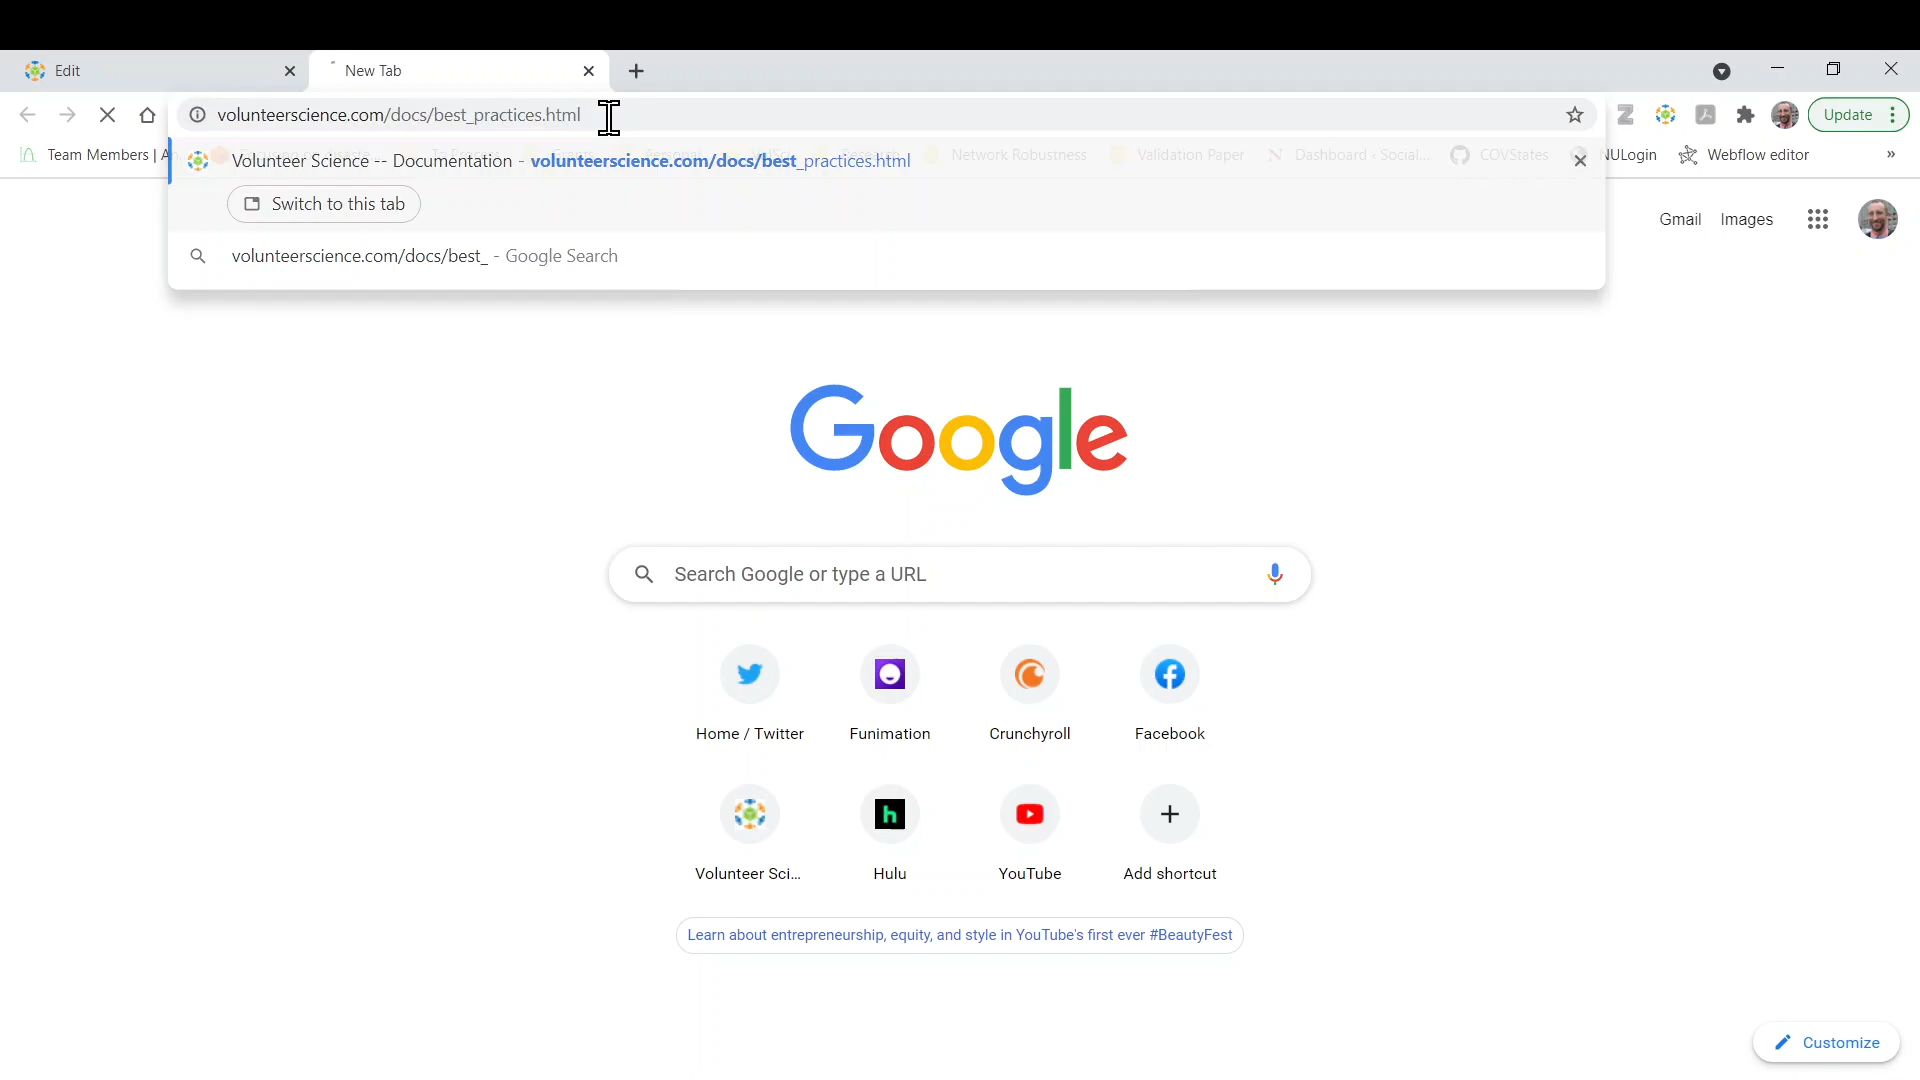 Edit
New Tab
volunteerscience.com/docs/best_practices.html
Update
Team Members | A
Volunteer Science -- Documentation - volunteerscience.com/docs/best_practices.html
Network Robustness
Validation Paper
Dashboard ‹ Social...
COVStates
NULogin
Webflow editor
»
Switch to this tab
volunteerscience.com/docs/best_ - Google Search
Gmail
Images
Google
Search Google or type a URL
Home / Twitter
Funimation
Crunchyroll
Facebook
Volunteer Sci...
Hulu
YouTube
Add shortcut
Learn about entrepreneurship, equity, and style in YouTube's first ever #BeautyFest
Customize